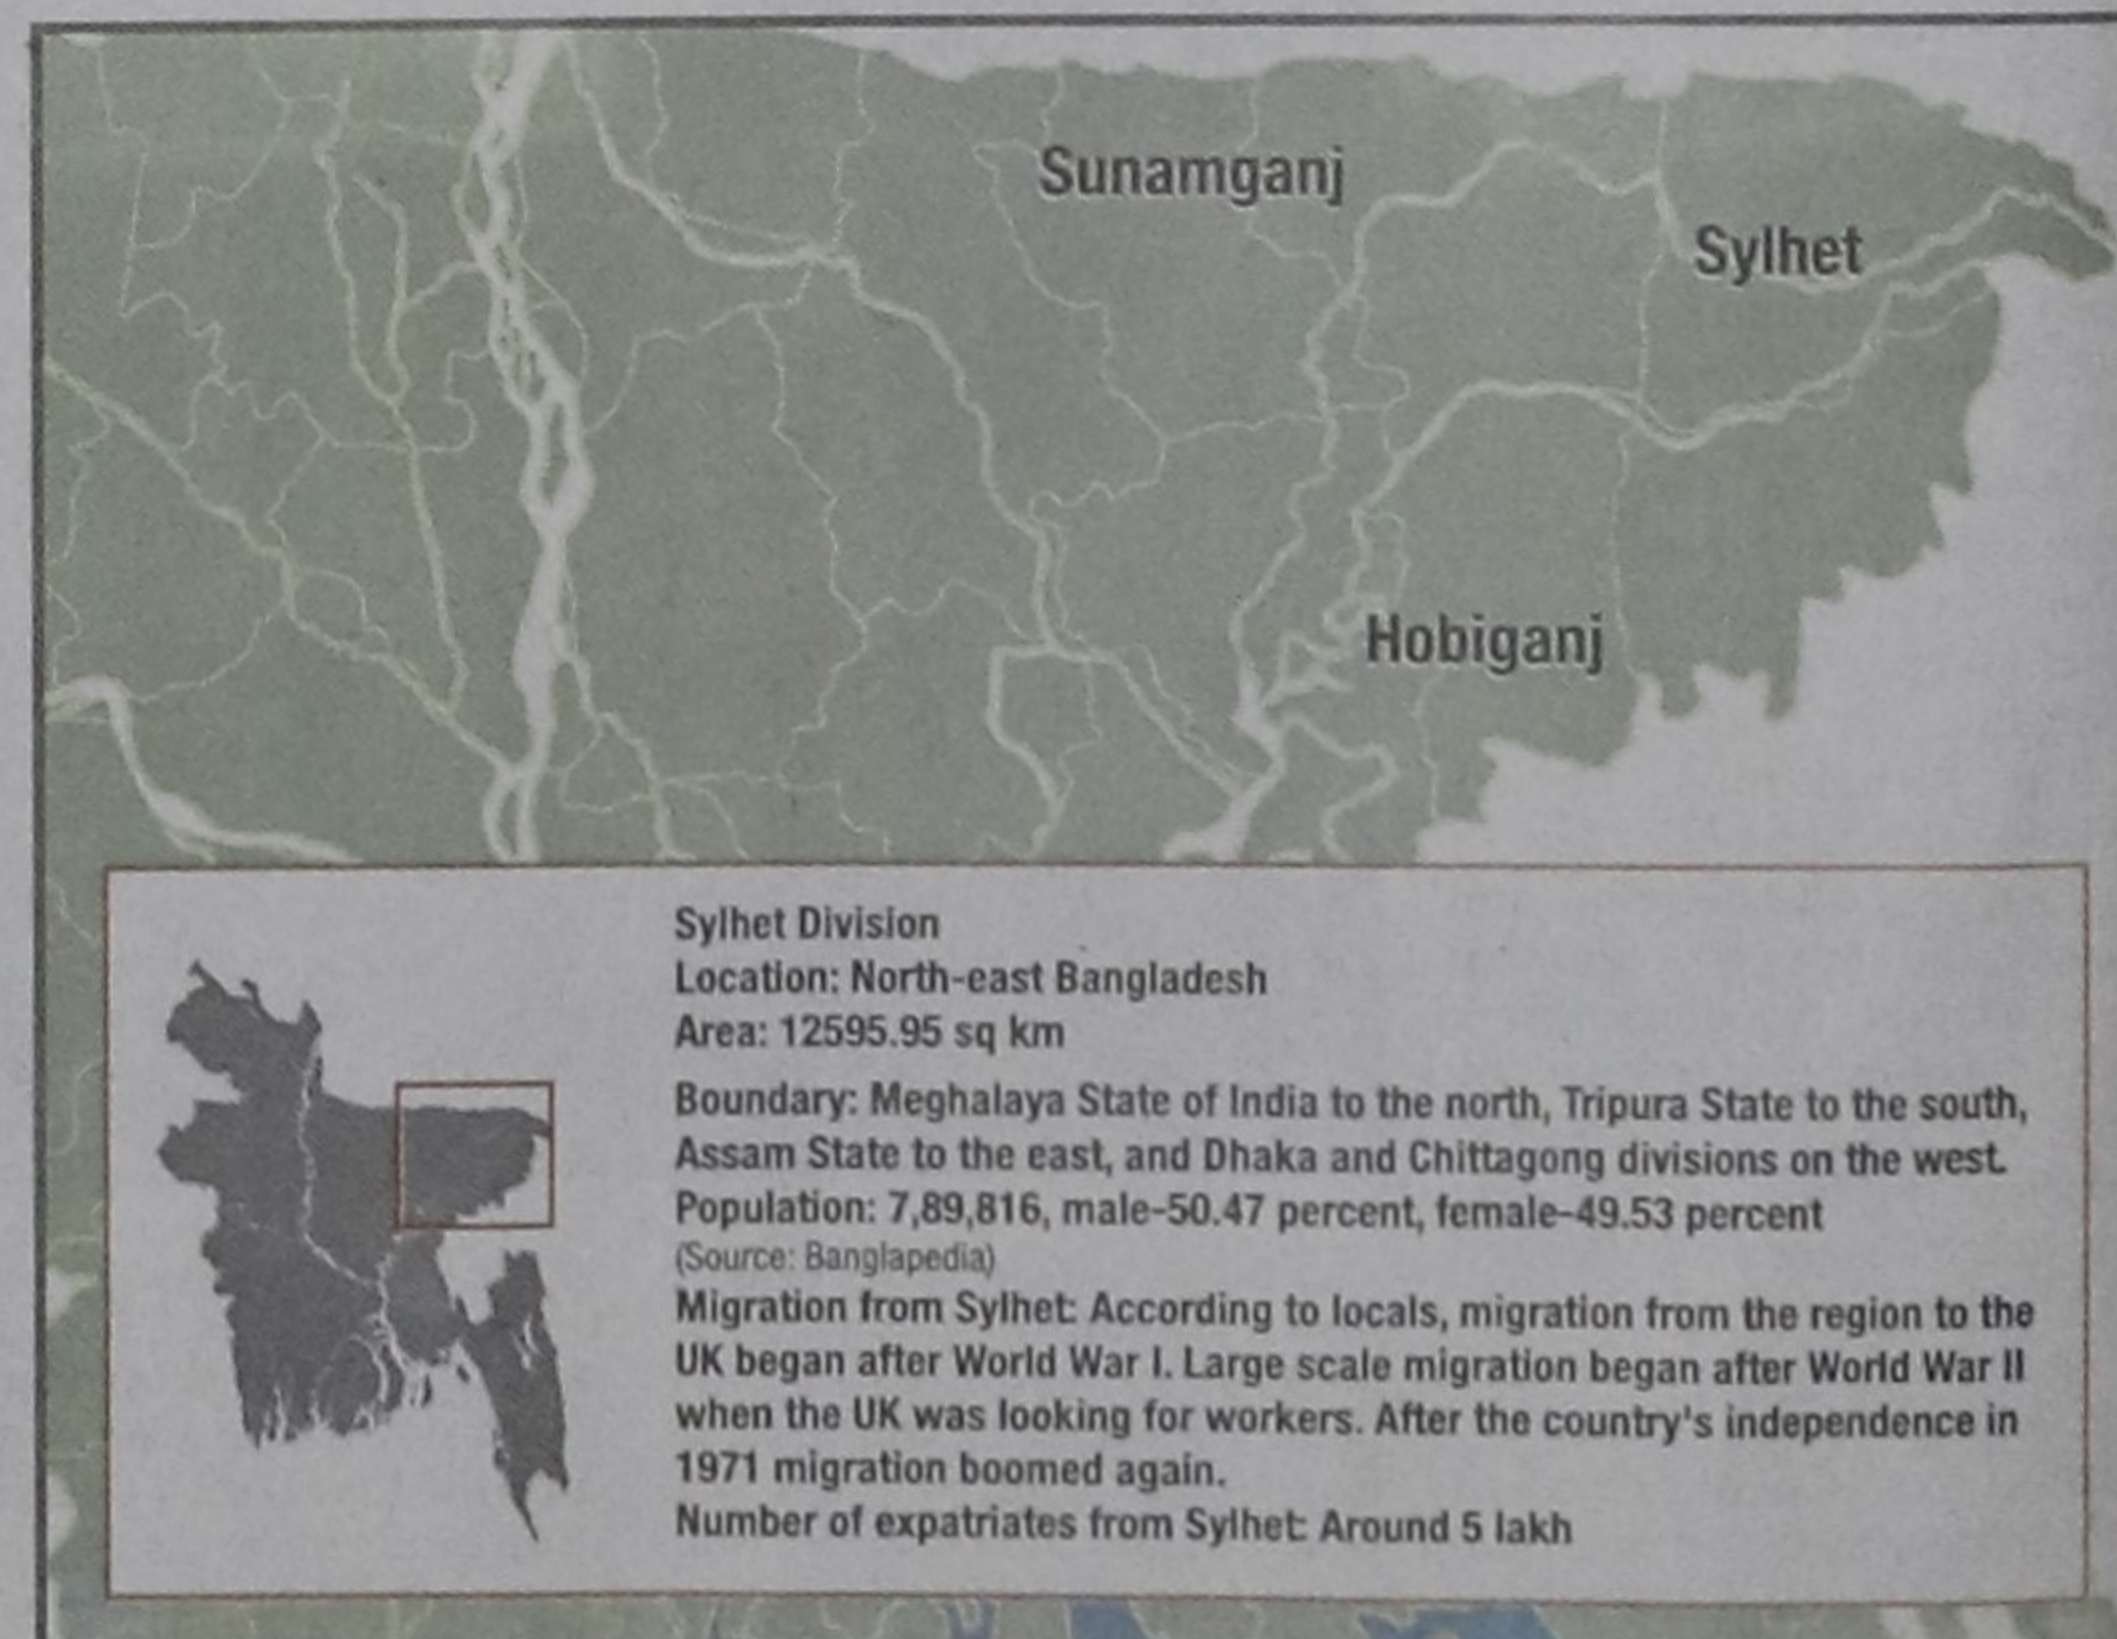 Sunamganj
Sylhet
Hobiganj
Sylhet Division
Location: North-east Bangladesh
Area: 12595.95 sq km
Boundary: Meghalaya State of India to the north, Tripura State to the south,
Assam State to the east, and Dhaka and Chittagong divisions on the west.
Population: 7,89,816, male-50.47 percent, female-49.53 percent
(Source: Banglapedia)
Migration from Sylhet: According to locals, migration from the region to the
UK began after World War I. Large scale migration began after World War II
when the UK was looking for workers. After the country's independence in
1971 migration boomed again.
Number of expatriates from Sylhet: Around 5 lakh